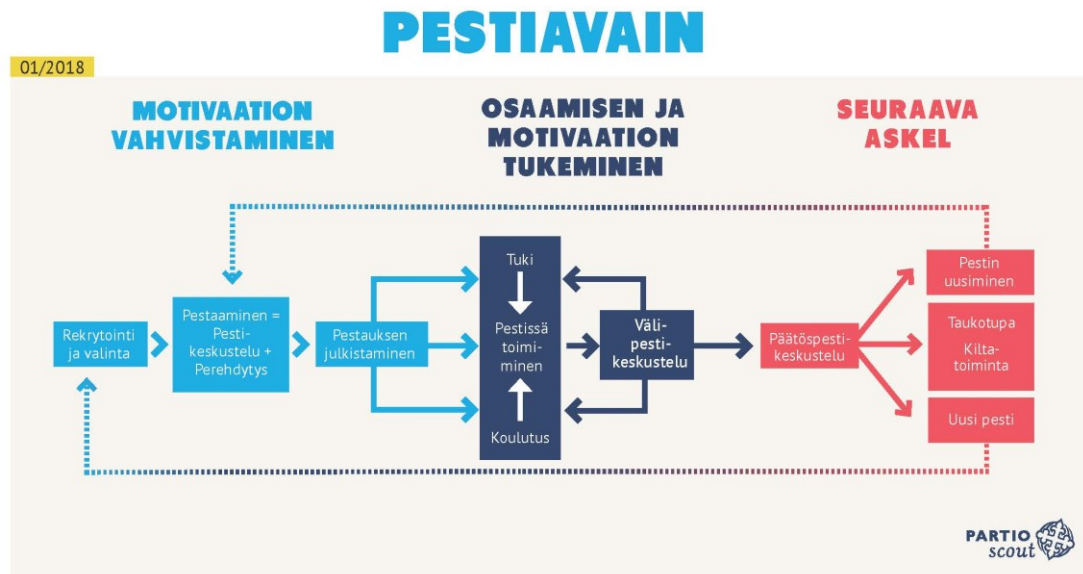 PESTIAVAIN
01/2018
MOTIVAATION
VAHVISTAMINEN
OSAAMISEN JA
MOTIVAATION
TUKEMINEN
SEURAAVA
ASKEL
Rekrytointi
ja valinta
Pestaaminen =
Pesti-
keskustelu +
Perehdytys
Pestauksen
julkistaminen
Tuki
Pestissä
toimi-
minen
Koulutus
Väli-
pesti-
keskustelu
Päätöspesti-
keskustelu
Pestin
uusiminen
Taukotupa
Kilta-
toiminta
Uusi pesti
PARTIO
scout